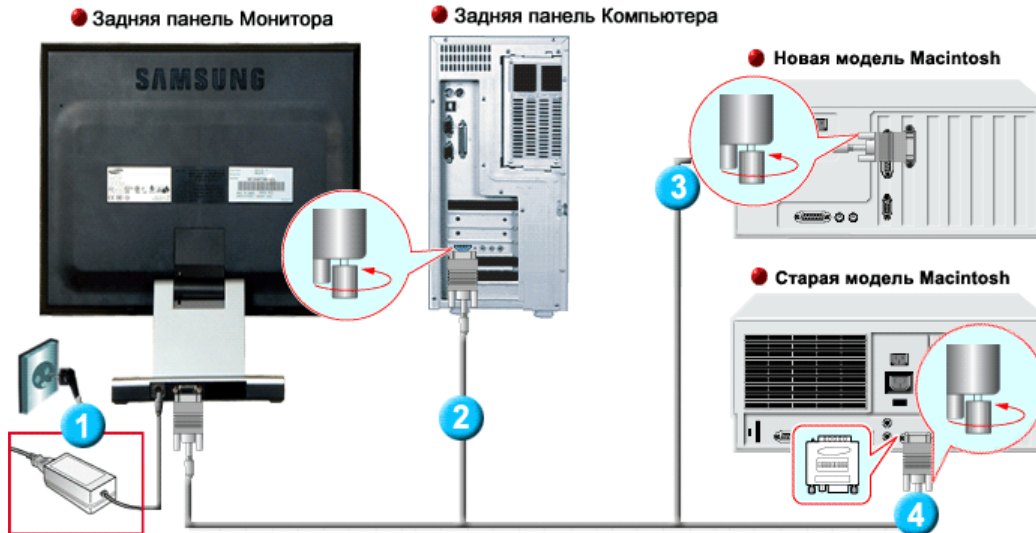 Задняя панель Монитора
Задняя панель Компьютера
SAMSUNG
Новая модель Macintosh
3
Старая модель Macintosh
1
2
4